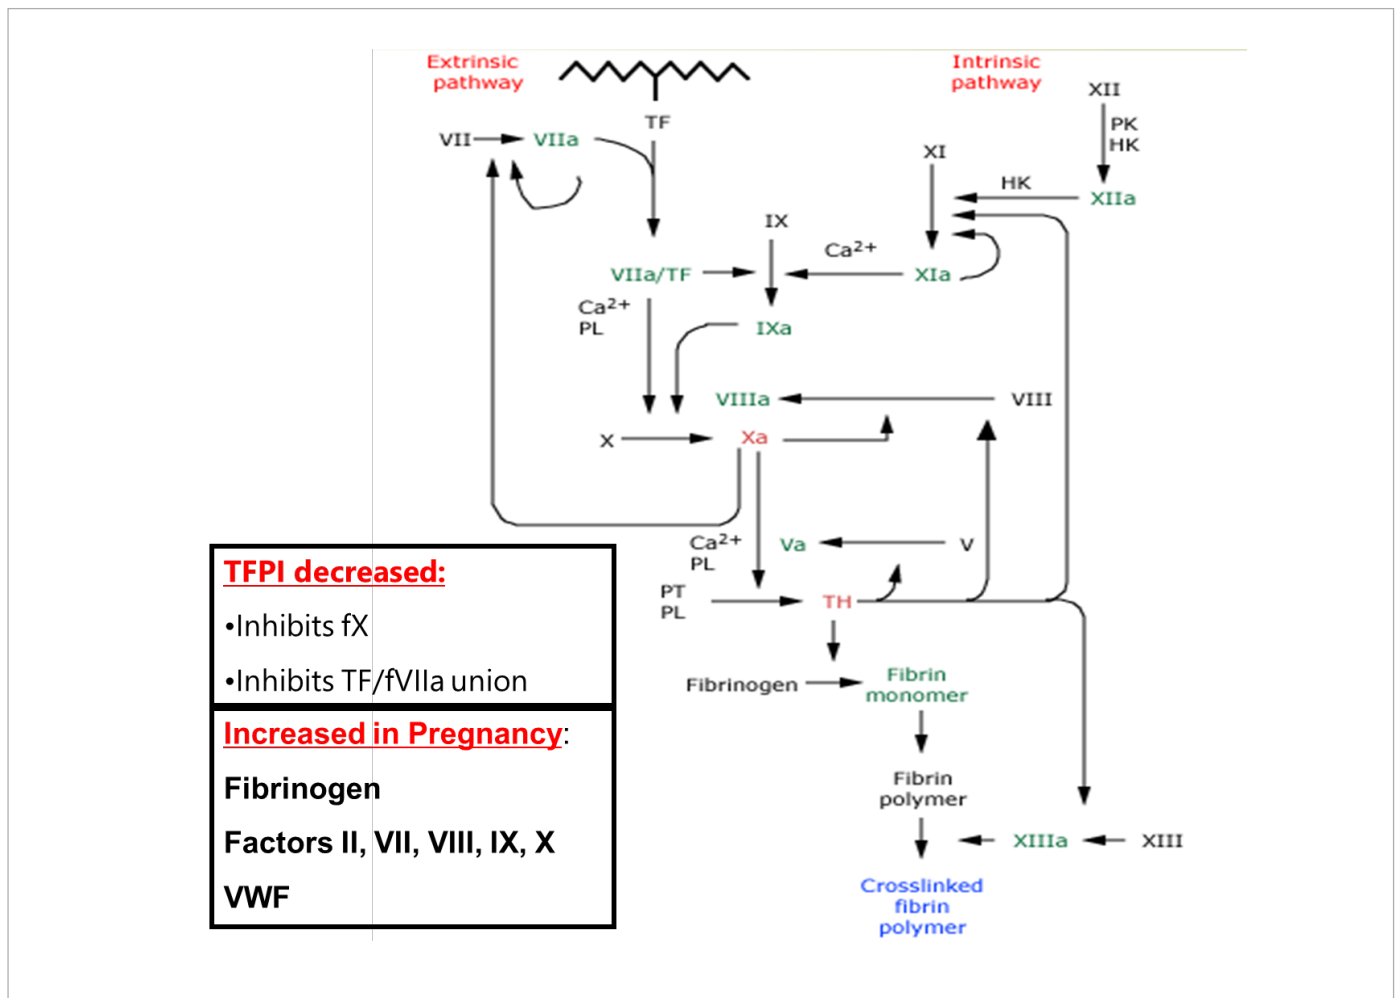 Extrinsic
pathway
Intrinsic
pathway
XII
TF
PK
HK
VII
VIIa
XI
HK
XIIa
IX
Ca2+
VIIa/TF
XIa
Ca2+
PL
IXa
VIIIa
VIII
X
Xa
Ca2+
PL
Va
V
PT
PL
TH
Fibrinogen
Fibrin
monomer
Fibrin
polymer
XIIIa
XIII
Crosslinked
fibrin
polymer
TFPI decreased:
•Inhibits fX
•Inhibits TF/fVIIa union
Increased in Pregnancy:
Fibrinogen
Factors II, VII, VIII, IX, X
VWF